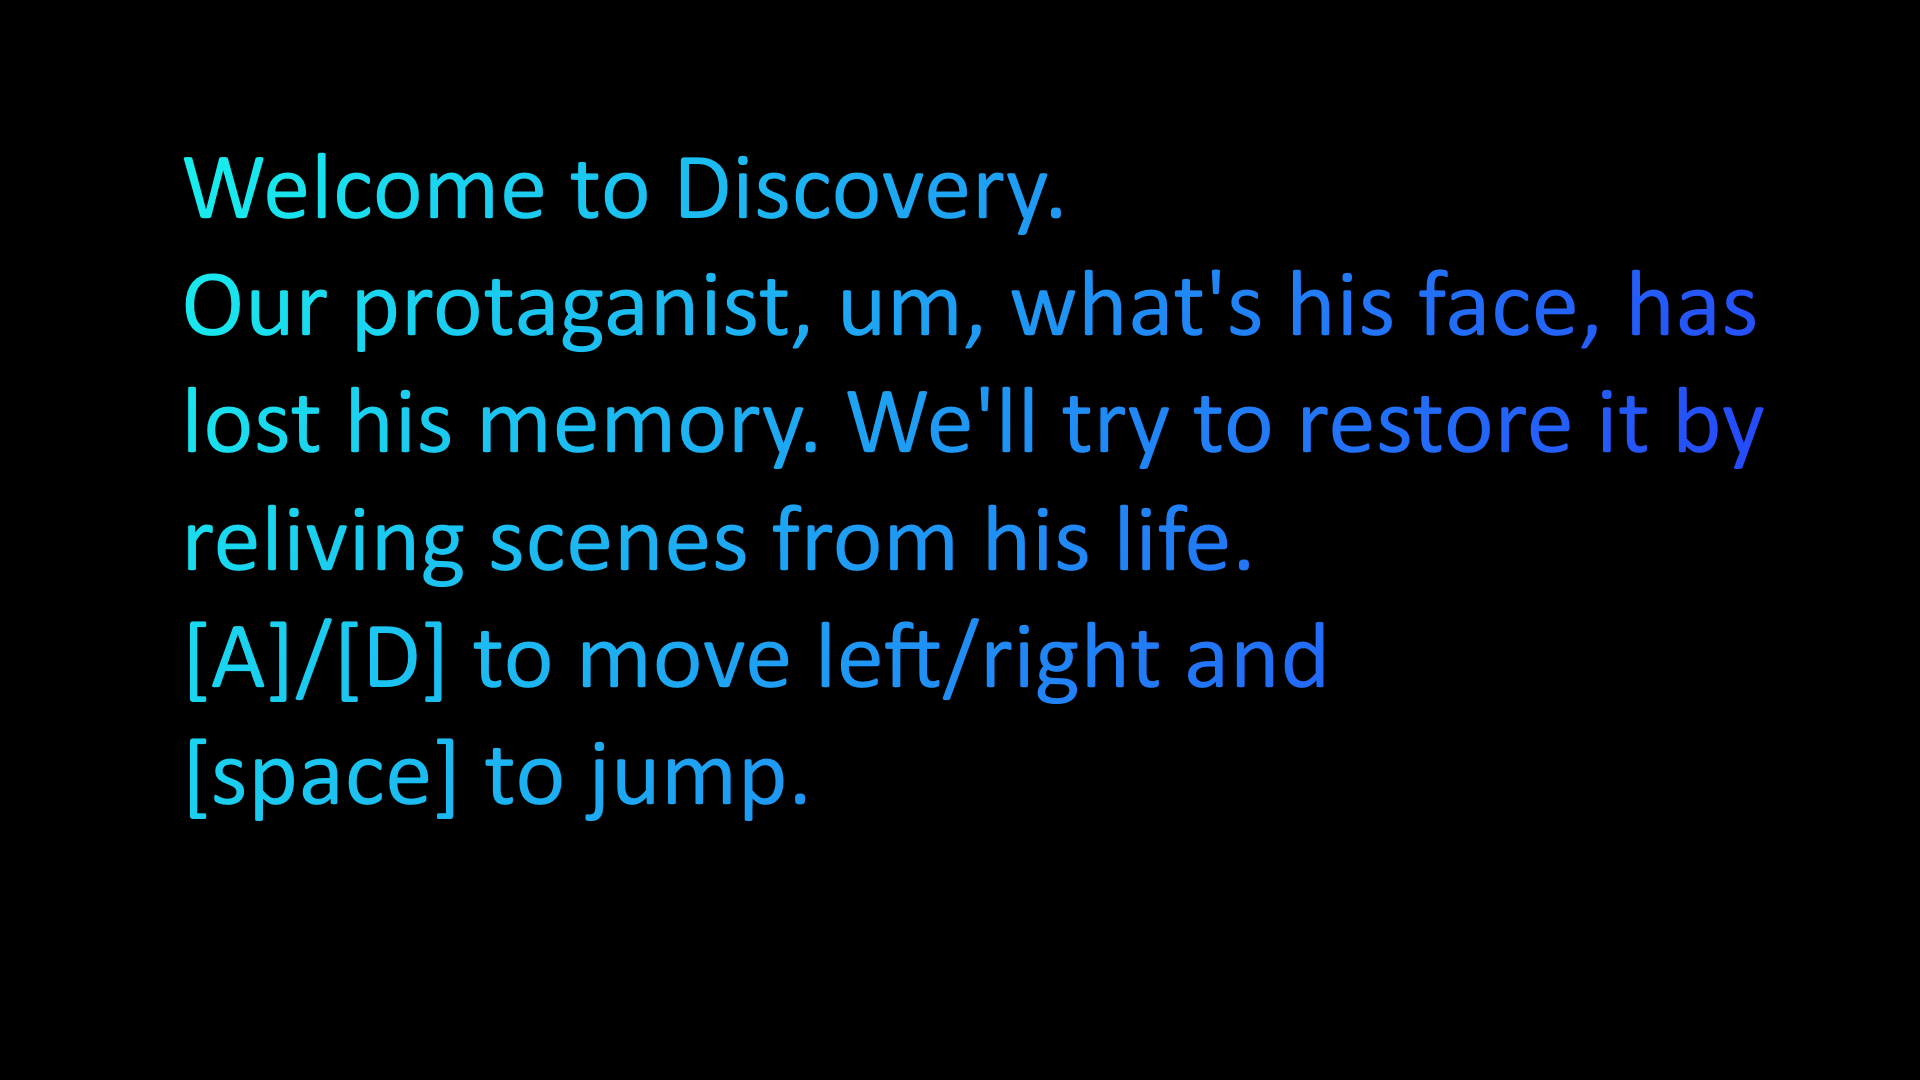 Welcome to Discovery.
Our protaganist, um, what's his face, has
lost his memory. We'll try to restore it by
reliving scenes from his life.
[A]/[D] to move left/right and
[space] to jump.